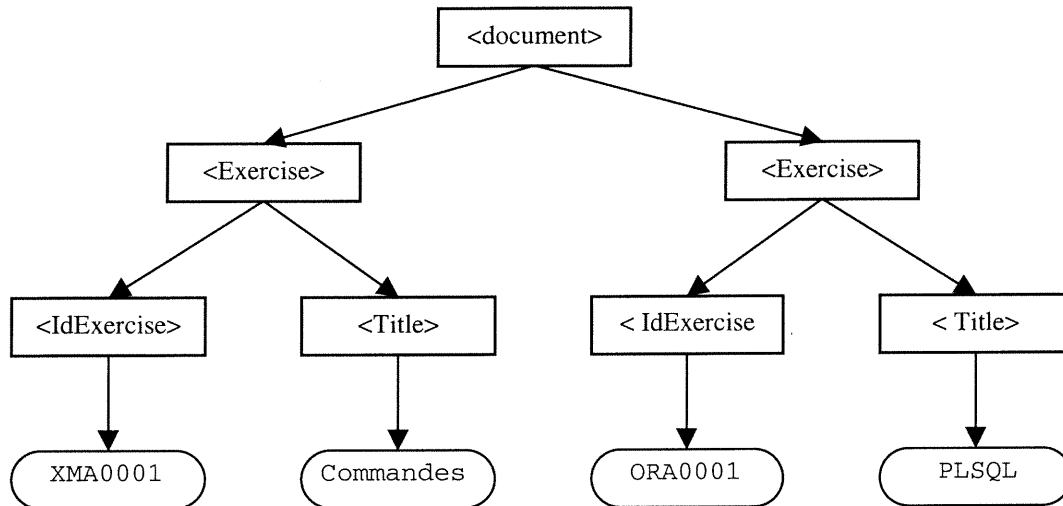 <document>
<Exercise>
<Exercise>
<IdExercise>
<Title>
< IdExercise
< Title>
XMA0001
Commandes
ORA0001
PLSQL